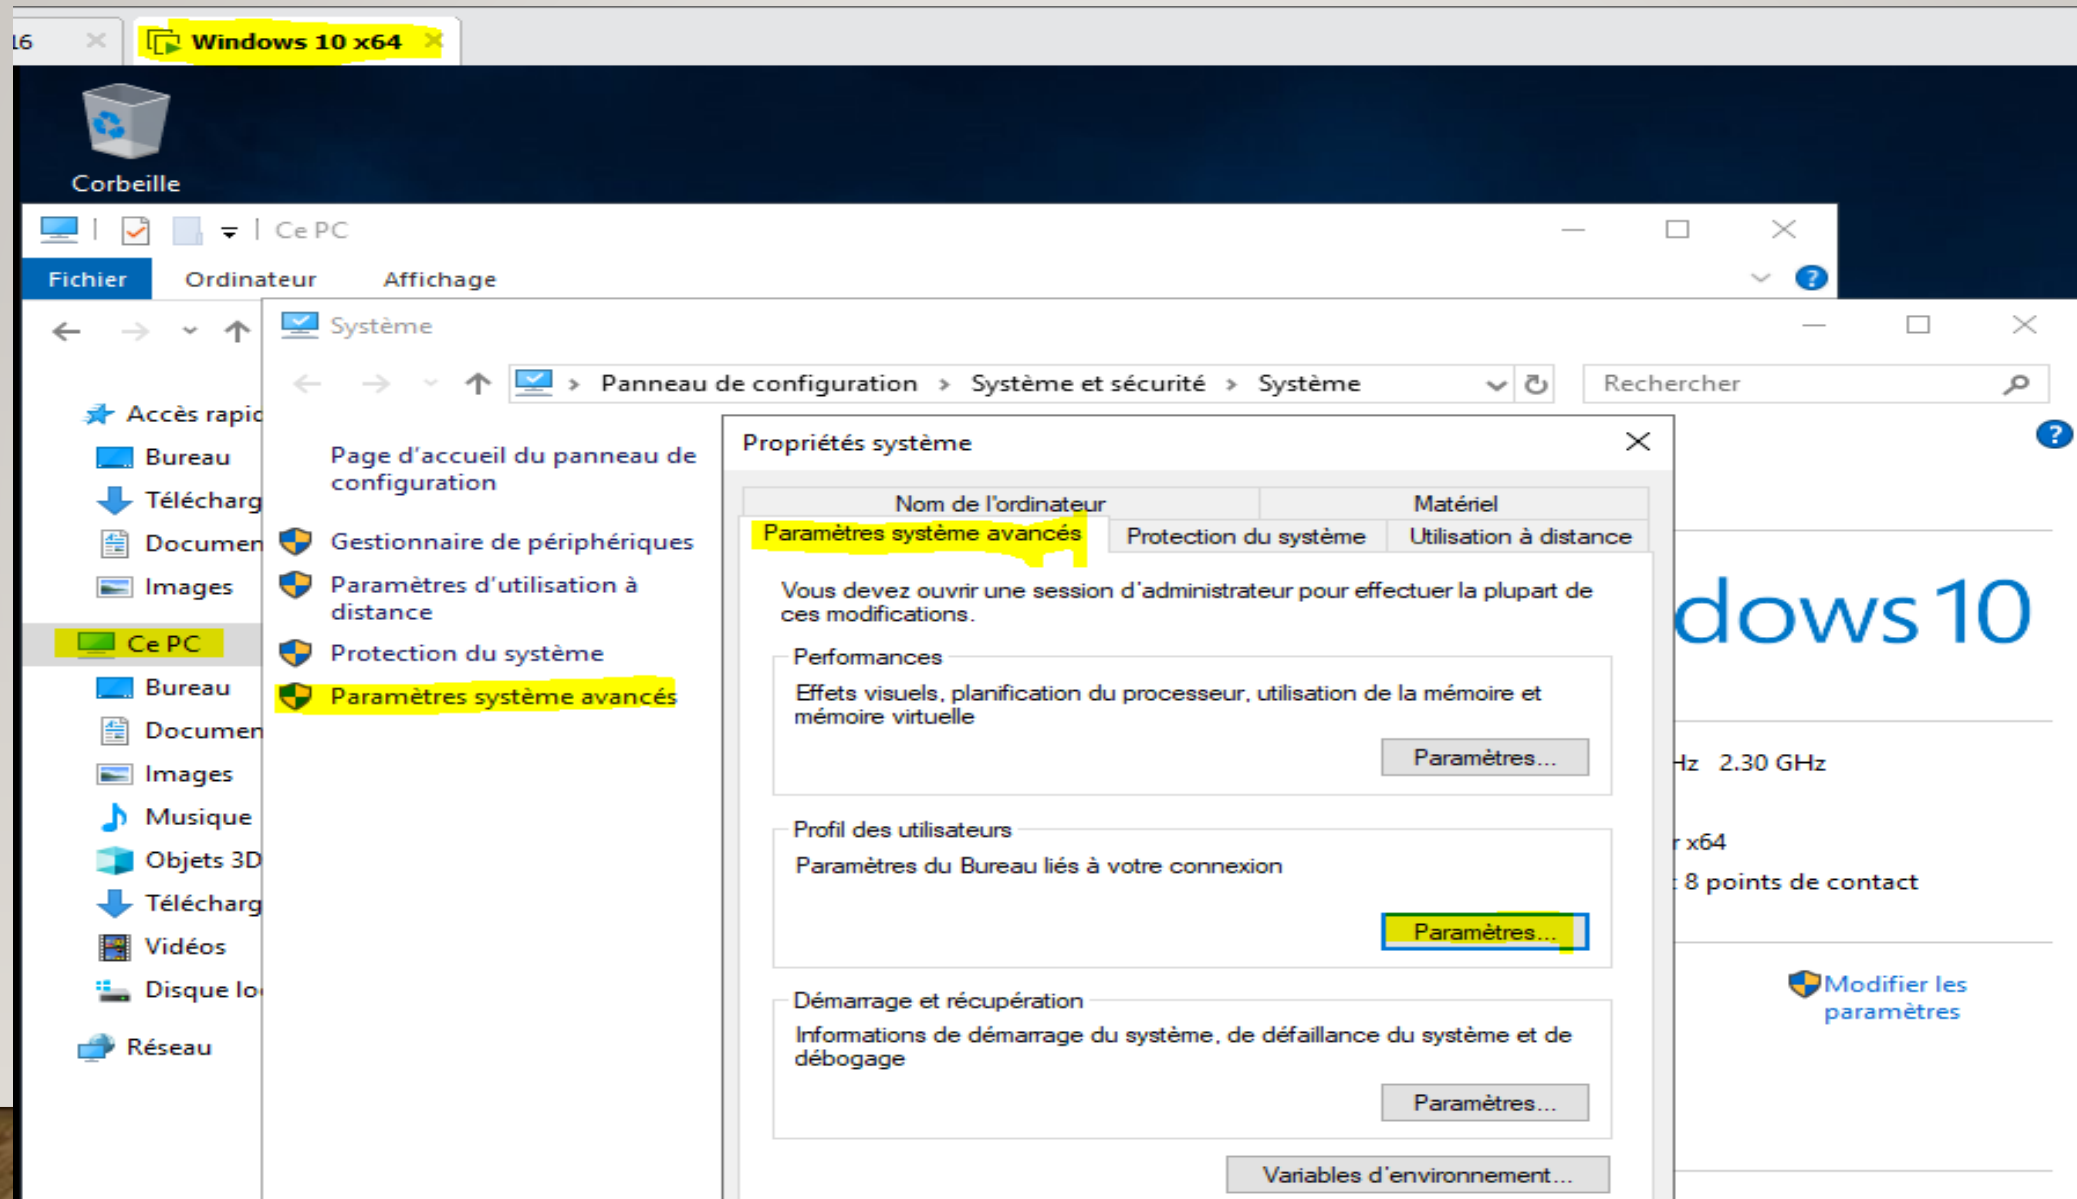 16
Windows 10 x64
Corbeille
Ce PC
Fichier Ordinateur Affichage
Système
Panneau de configuration > Système et sécurité > Système
Rechercher
Accès rapid
Bureau
Télécharg
Documen
Images
Ce PC
Bureau
Documen
Images
Musique
Objets 3D
Télécharg
Vidéos
Disque lo
Réseau
Page d'accueil du panneau de
configuration
Gestionnaire de périphériques
Paramètres d'utilisation à
distance
Protection du système
Paramètres système avancés
Propriétés système
Nom de l'ordinateur Matériel
Paramètres système avancés Protection du système Utilisation à distance
Vous devez ouvrir une session d'administrateur pour effectuer la plupart de
ces modifications.
Performances
Effets visuels, planification du processeur, utilisation de la mémoire et
mémoire virtuelle
Paramètres...
Profil des utilisateurs
Paramètres du Bureau liés à votre connexion
Paramètres...
Démarrage et récupération
Informations de démarrage du système, de défaillance du système et de
débogage
Paramètres...
Variables d'environnement...
dows 10
Hz 2.30 GHz
r x64
: 8 points de contact
Modifier les
paramètres